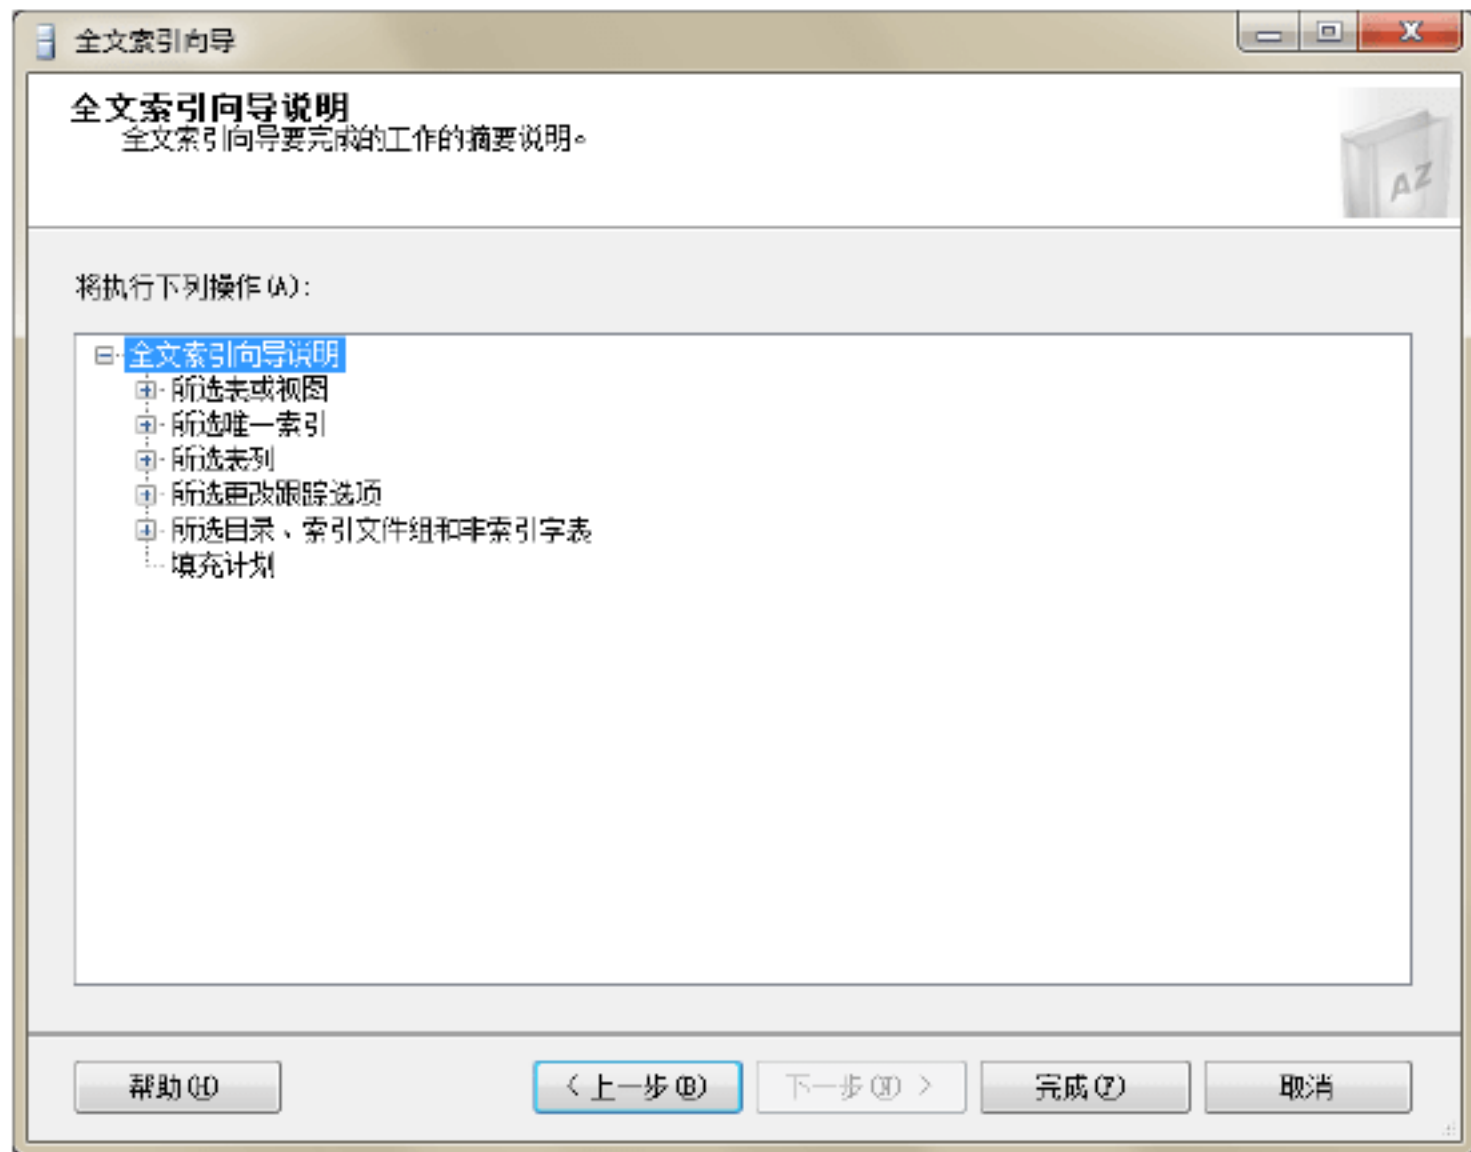 全文索引向导
全文索引向导说明
全文索引向导要完成的工作的摘要说明。
AZ
将执行下列操作(A):
全文索引向导说明
所选表或视图
所选唯一索引
所选表列
所选更改跟踪选项
所选目录、索引文件组和非索引字表
填充计划
帮助(H)
< 上一步(B)
下一步(N) >
完成(F)
取消